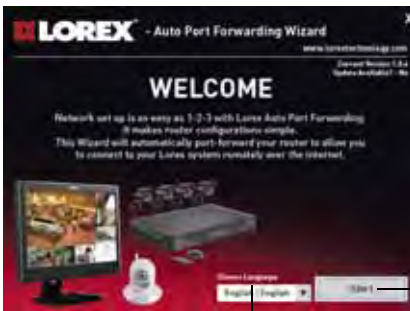 LOREX - Auto Port Forwarding Wizard
www.lorextechnology.com
Current Version 1.0.x
Update Available? - No
WELCOME
Network set up is an easy as 1-2-3 with Lorex Auto Port Forwarding
It makes router configurations simple.
This Wizard will automatically port-forward your router to allow you
to connect to your Lorex system remotely over the internet.
Choose Language
English / English
Start